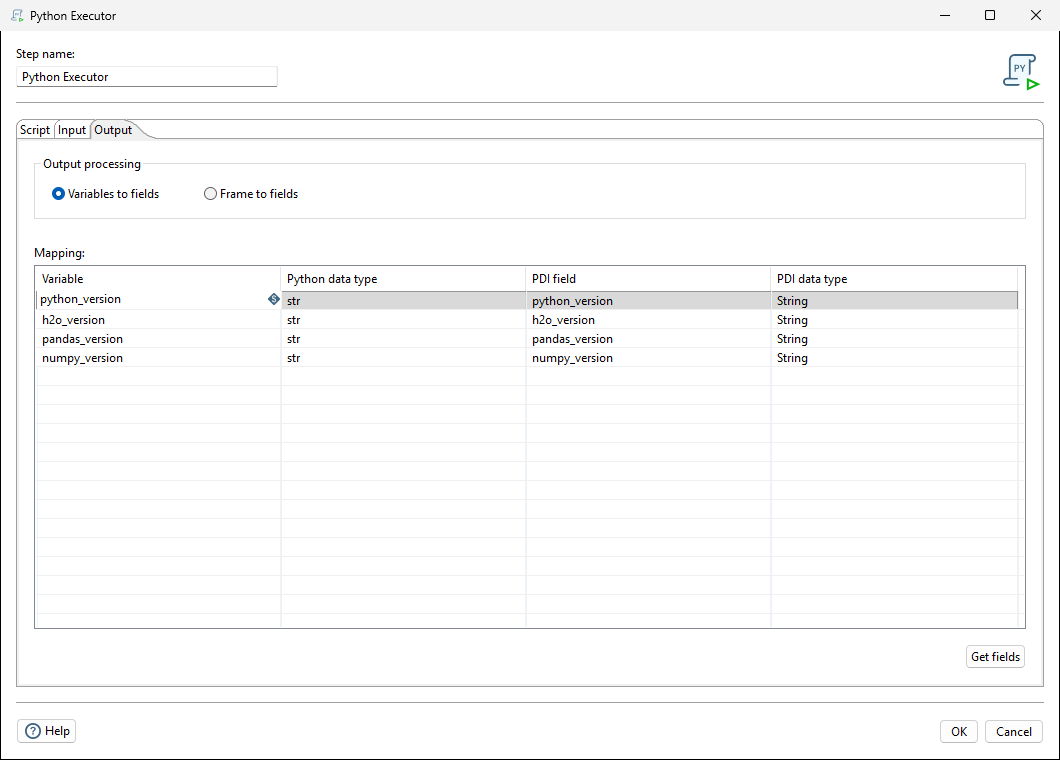 Python Executor
Step name:
Python Executor
PY
Script Input Output
Output processing
Variables to fields Frame to fields
Mapping:
Variable Python data type PDI field PDI data type
python_version S str python_version String
h2o_version str h2o_version String
pandas_version str pandas_version String
numpy_version str numpy_version String
Get fields
? Help OK Cancel